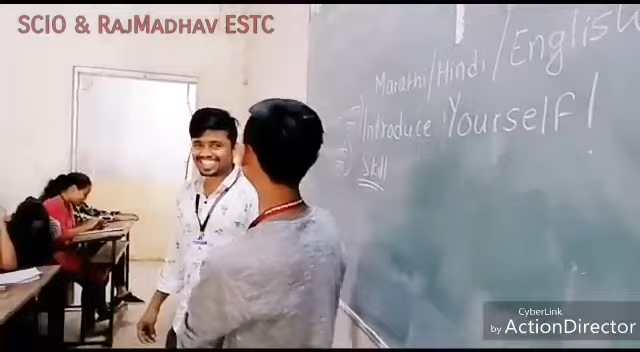 SCIO & RAJMADHAV ESTC
Marathi/Hindi/English
Introduce Yourself!
Skill
CyberLink
by ActionDirector